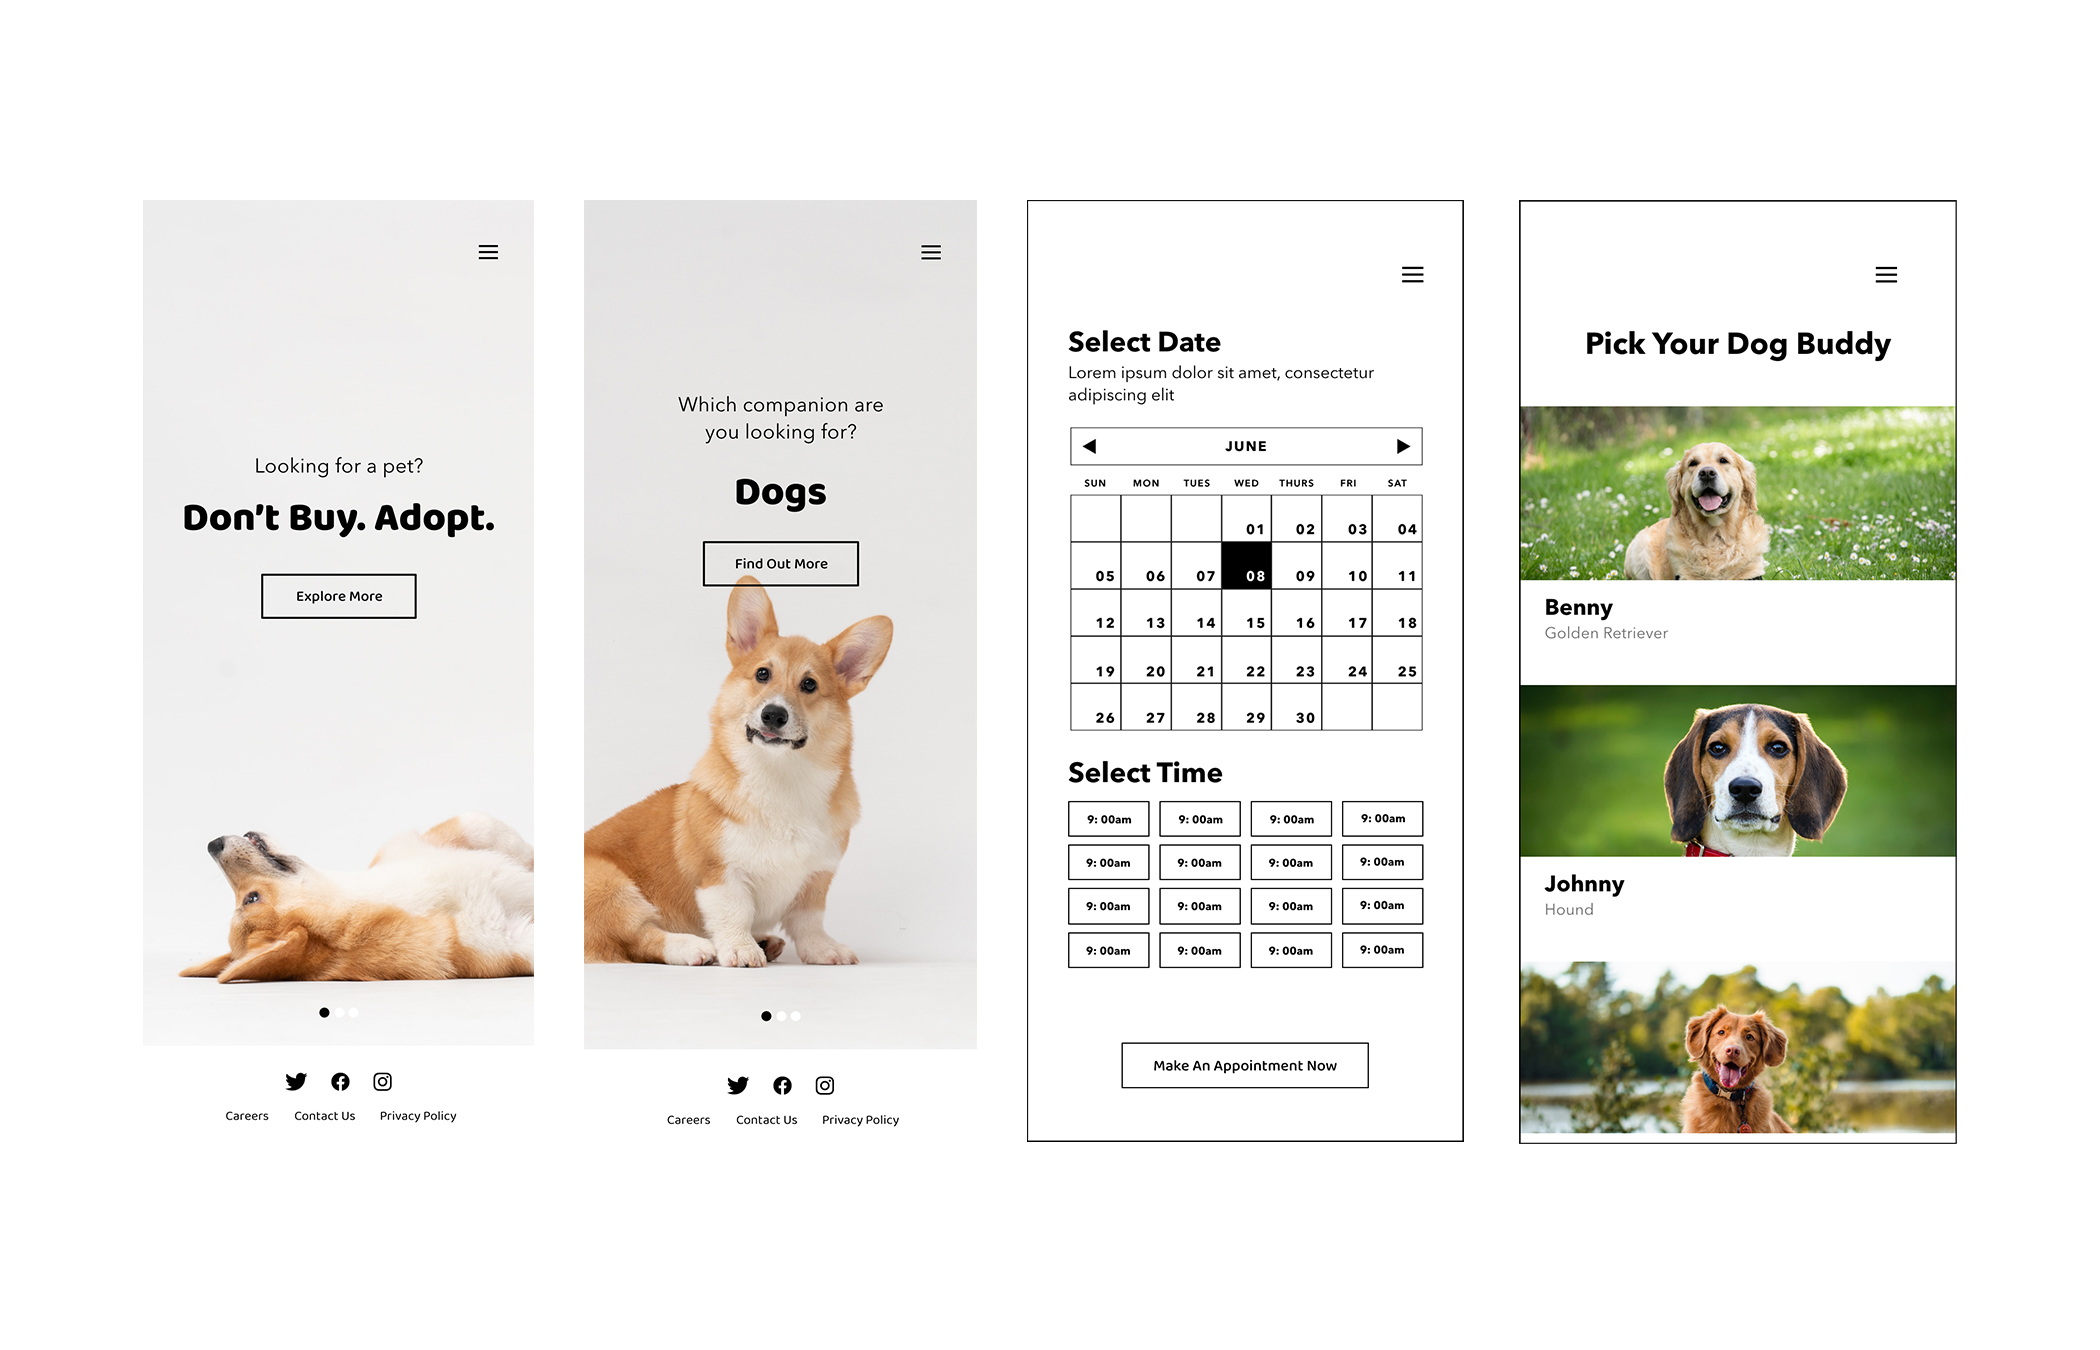 Looking for a pet?
Don't Buy. Adopt.
Explore More
Careers Contact Us Privacy Policy
Which companion are
you looking for?
Dogs
Find Out More
Careers Contact Us Privacy Policy
Select Date
Lorem ipsum dolor sit amet, consectetur
adipiscing elit
JUNE
SUN MON TUES WED THURS FRI SAT
01 02 03 04
05 06 07 08 09 10 11
12 13 14 15 16 17 18
19 20 21 22 23 24 25
26 27 28 29 30
Select Time
9: 00am 9: 00am 9: 00am 9: 00am
9: 00am 9: 00am 9: 00am 9: 00am
9: 00am 9: 00am 9: 00am 9: 00am
9: 00am 9: 00am 9: 00am 9: 00am
Make An Appointment Now
Pick Your Dog Buddy
Benny
Golden Retriever
Johnny
Hound